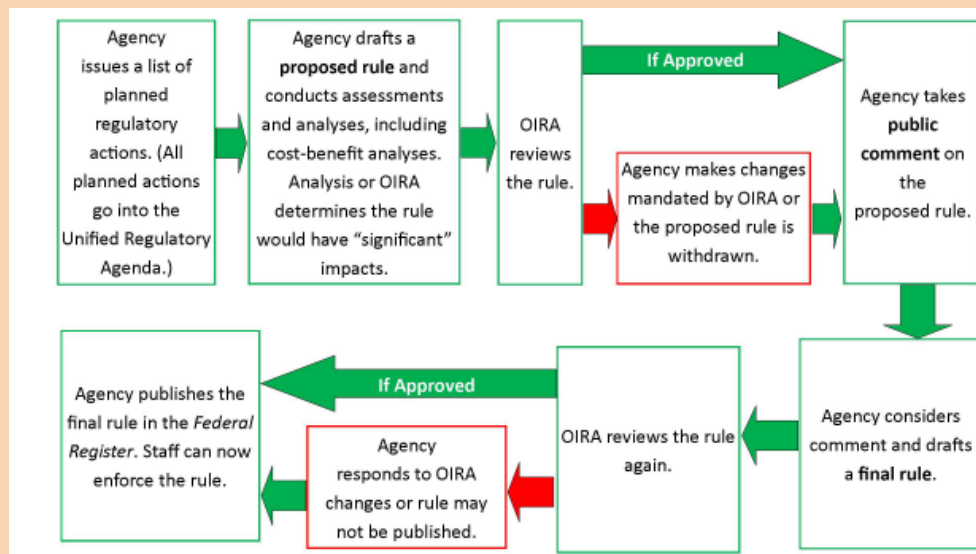 Agency
issues a list of
planned
regulatory
actions. (All
planned actions
go into the
Unified Regulatory
Agenda.)
Agency drafts a
proposed rule and
conducts assessments
and analyses, including
cost-benefit analyses.
Analysis or OIRA
determines the rule
would have “significant”
impacts.
OIRA
reviews
the rule.
If Approved
Agency makes changes
mandated by OIRA or
the proposed rule is
withdrawn.
Agency takes
public
comment on
the
proposed rule.
Agency considers
comment and drafts
a final rule.
OIRA reviews the rule
again.
If Approved
Agency
responds to OIRA
changes or rule may
not be published.
Agency publishes the
final rule in the Federal
Register. Staff can now
enforce the rule.